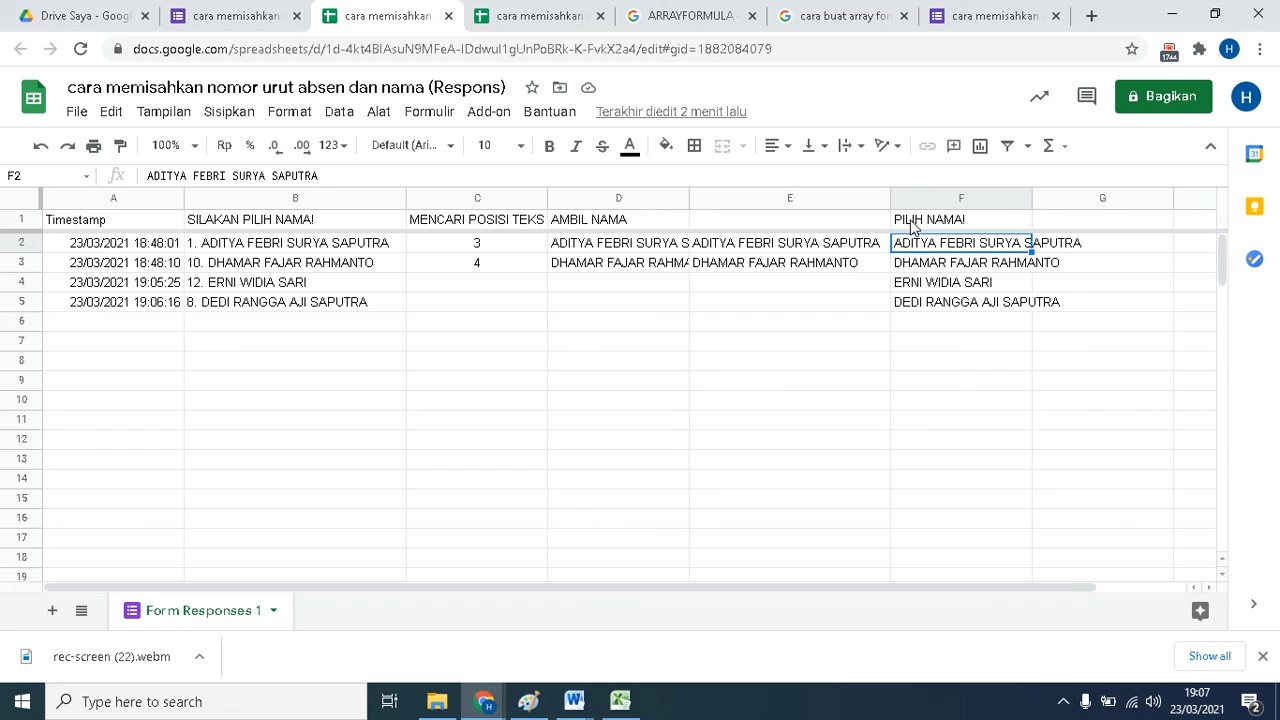 Drive Saya - Goog
cara memisahkan
cara memisahkan
cara memisahkan
ARRAYFORMULA
cara buat array fo
cara memisahkan
docs.google.com/spreadsheets/d/1d-4kt4BIAsuN9MFeA-IDdwul1gUnPoBRk-K-FvkX2a4/edit#gid=1882084079
1744
H
cara memisahkan nomor urut absen dan nama (Respons)
File Edit Tampilan Sisipkan Format Data Alat Formulir Add-on Bantuan Terakhir diedit 2 menit lalu
Bagikan
H
100% Rp % .0 .00 123 Default (Ari... 10 B I S A
31
F2 fx ADITYA FEBRI SURYA SAPUTRA
A B C D E F G
1 Timestamp SILAKAN PILIH NAMA! MENCARI POSISI TEKS AMBIL NAMA PILIH NAMA!
2 23/03/2021 18:48:01 1. ADITYA FEBRI SURYA SAPUTRA 3 ADITYA FEBRI SURYA S ADITYA FEBRI SURYA SAPUTRA ADITYA FEBRI SURYA SAPUTRA
3 23/03/2021 18:48:10 10. DHAMAR FAJAR RAHMANTO 4 DHAMAR FAJAR RAHMA DHAMAR FAJAR RAHMANTO DHAMAR FAJAR RAHMANTO
4 23/03/2021 19:05:25 12. ERNI WIDIA SARI ERNI WIDIA SARI
5 23/03/2021 19:06:16 8. DEDI RANGGA AJI SAPUTRA DEDI RANGGA AJI SAPUTRA
6
7
8
9
10
11
12
13
14
15
16
17
18
19
Form Responses 1
rec-screen (22).webm
Show all
Type here to search
19:07
23/03/2021
2